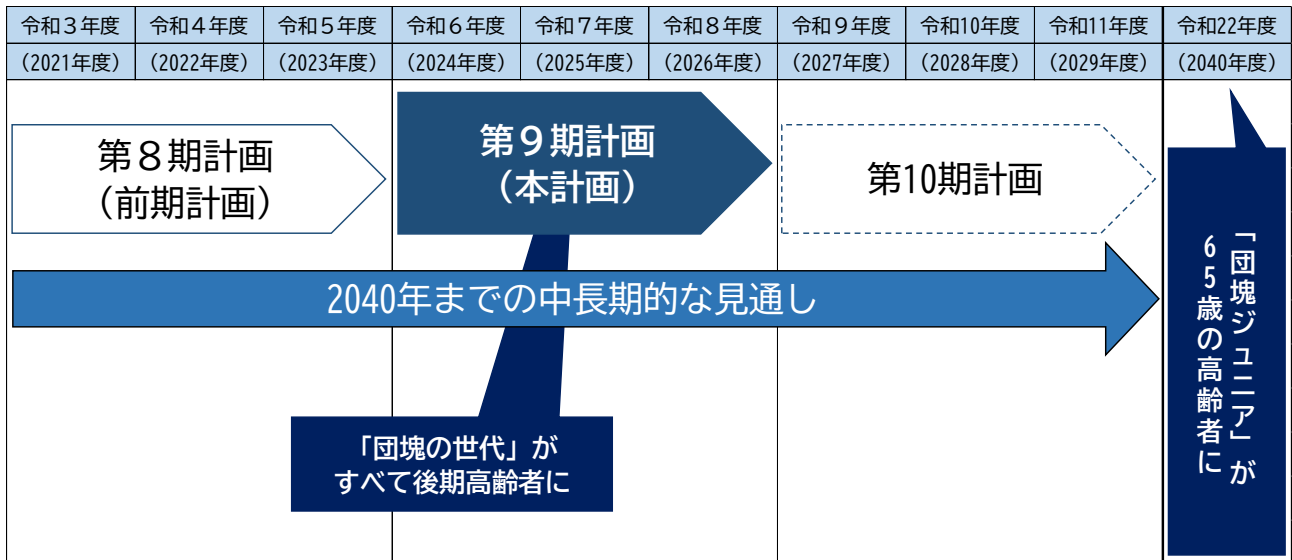 令和３年度 令和４年度 令和５年度 令和６年度 令和７年度 令和８年度 令和９年度 令和10年度 令和11年度 令和22年度
（2021年度） （2022年度） （2023年度） （2024年度） （2025年度） （2026年度） （2027年度） （2028年度） （2029年度） （2040年度）
第８期計画
（前期計画）
第９期計画
（本計画）
第10期計画
2040年までの中長期的な見通し
「団塊の世代」が
すべて後期高齢者に
「団塊ジュニア」が
65歳の高齢者に